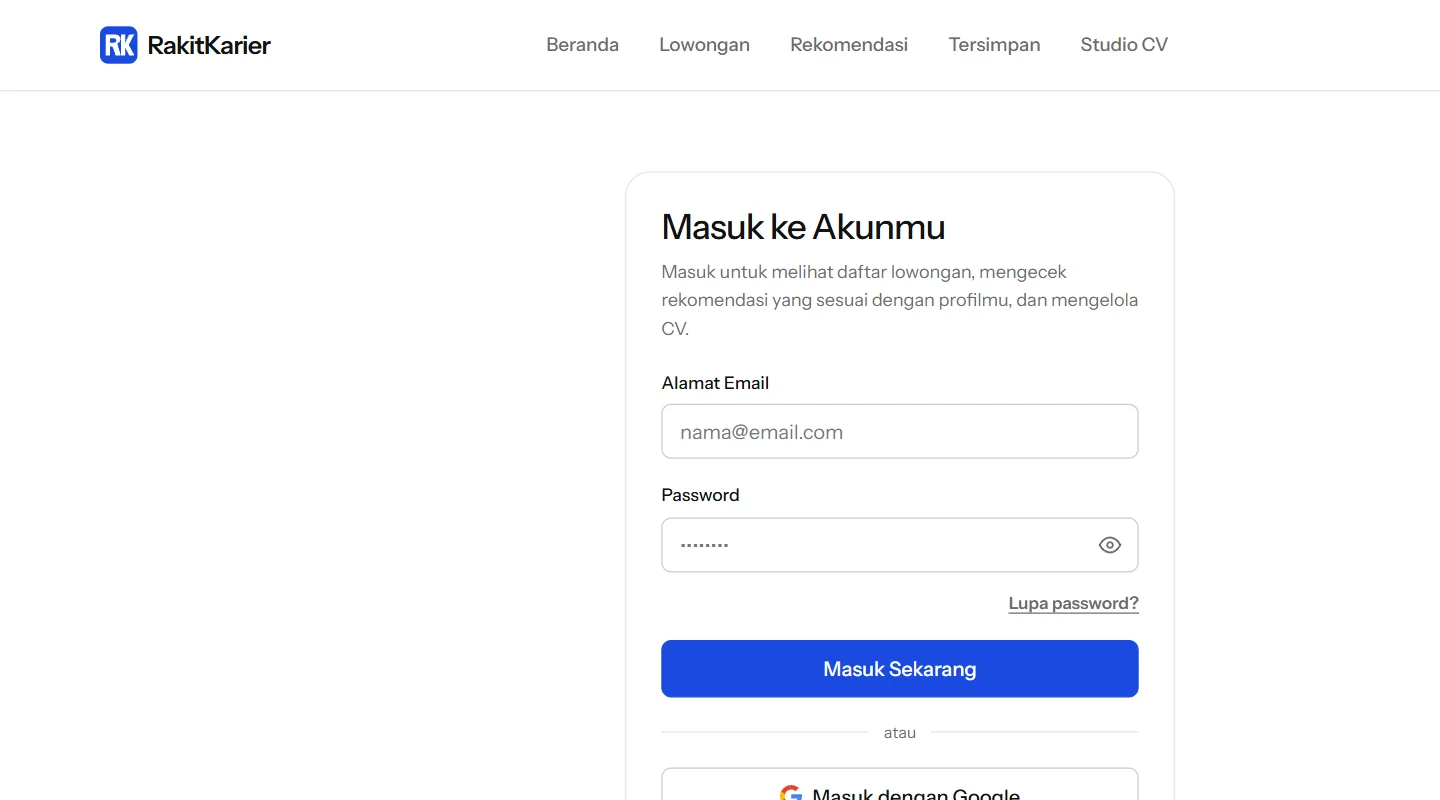 RK RakitKarier
Beranda Lowongan Rekomendasi Tersimpan Studio CV
Masuk ke Akunmu
Masuk untuk melihat daftar lowongan, mengecek
rekomendasi yang sesuai dengan profilmu, dan mengelola
CV.
Alamat Email
nama@email.com
Password
••••••••
Lupa password?
Masuk Sekarang
atau
Masuk dengan Google